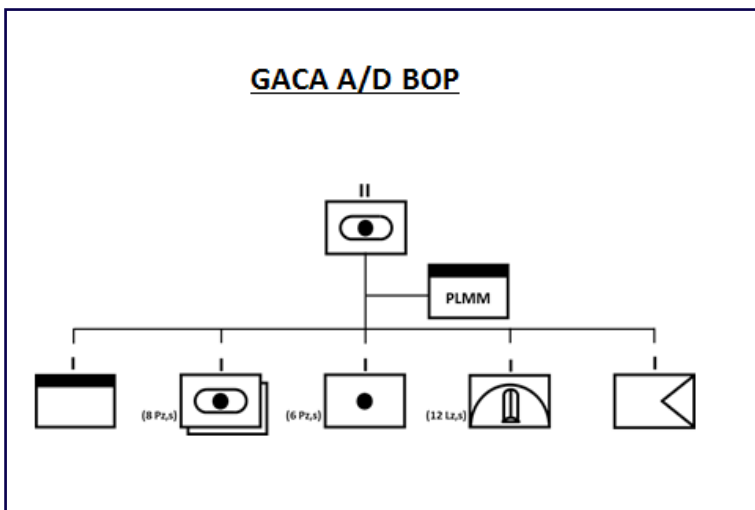 GACA A/D BOP
II
PLMM
I I I I I
(8 Pz,s) (6 Pz,s) (12 Lz,s)